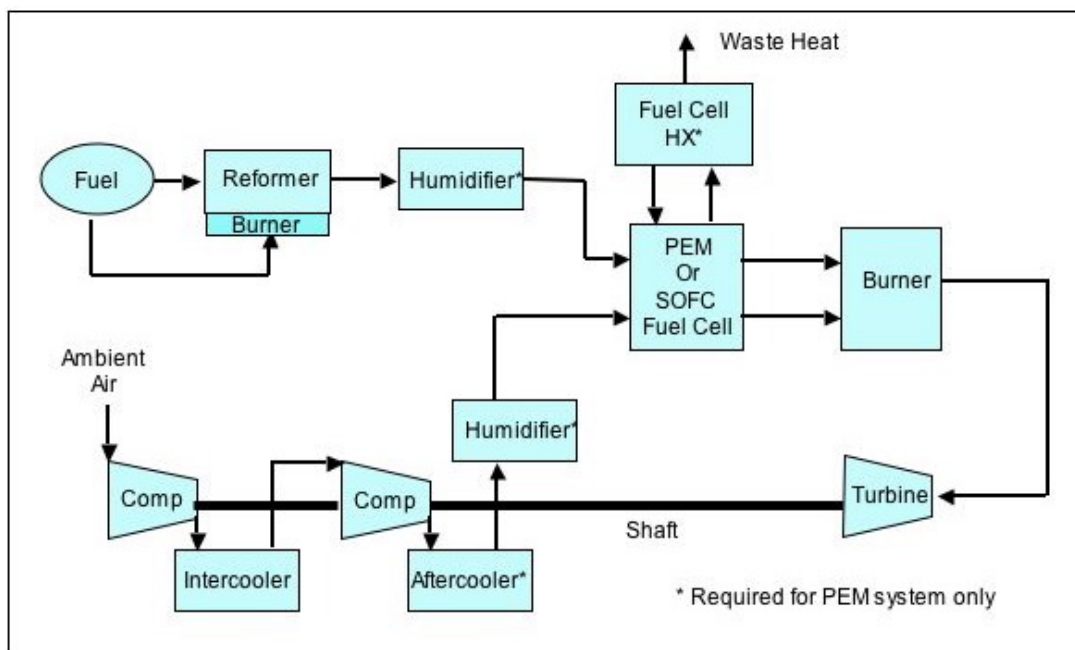 Waste Heat
Fuel Cell
HX*
Fuel
Reformer
Burner
Humidifier*
PEM
Or
SOFC
Fuel Cell
Burner
Ambient
Air
Humidifier*
Comp
Comp
Turbine
Shaft
Intercooler
Aftercooler*
* Required for PEM system only